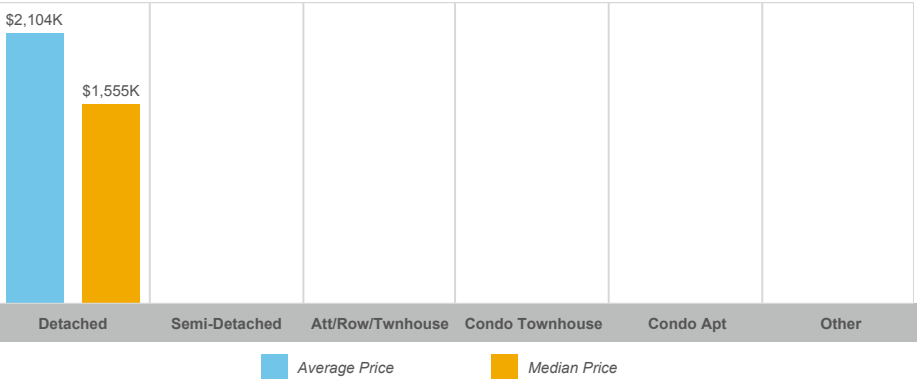 $2,104K
$1,555K
Detached Semi-Detached Att/Row/Twnhouse Condo Townhouse Condo Apt Other
Average Price Median Price